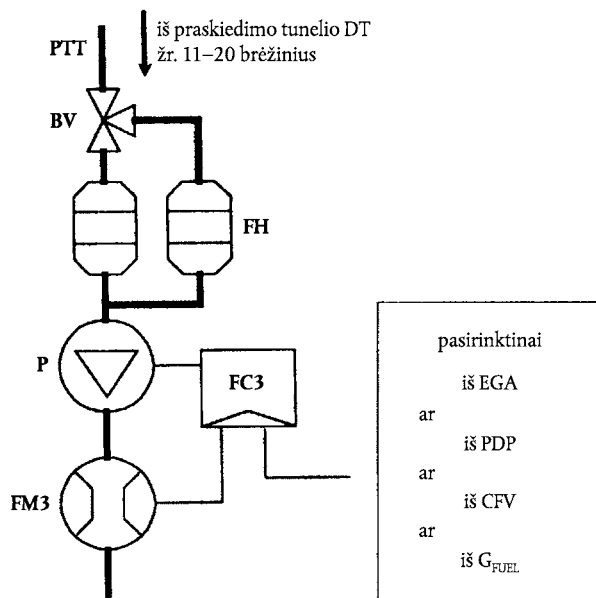 iš praskiedimo tunelio DT
žr. 11–20 brėžinius
PTT
BV
FH
P
FC3
FM3
pasirinktinai
iš EGA
ar
iš PDP
ar
iš CFV
ar
iš G_FUEL